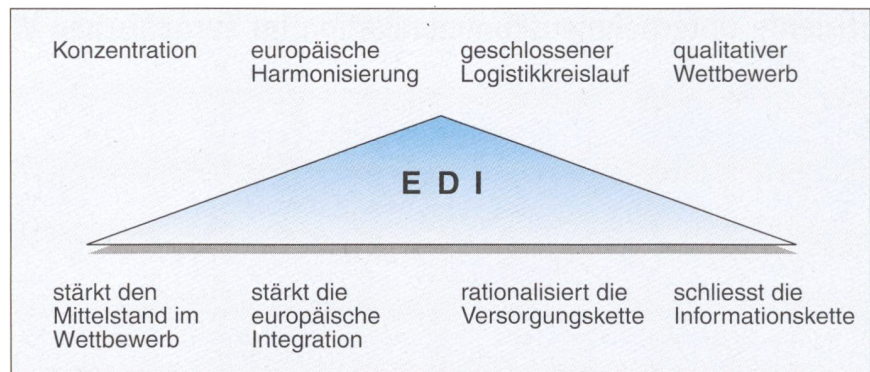 Konzentration
europäische
Harmonisierung
geschlossener
Logistikkreislauf
qualitativer
Wettbewerb
E D I
stärkt den
Mittelstand im
Wettbewerb
stärkt die
europäische
Integration
rationalisiert die
Versorgungskette
schliesst die
Informationskette